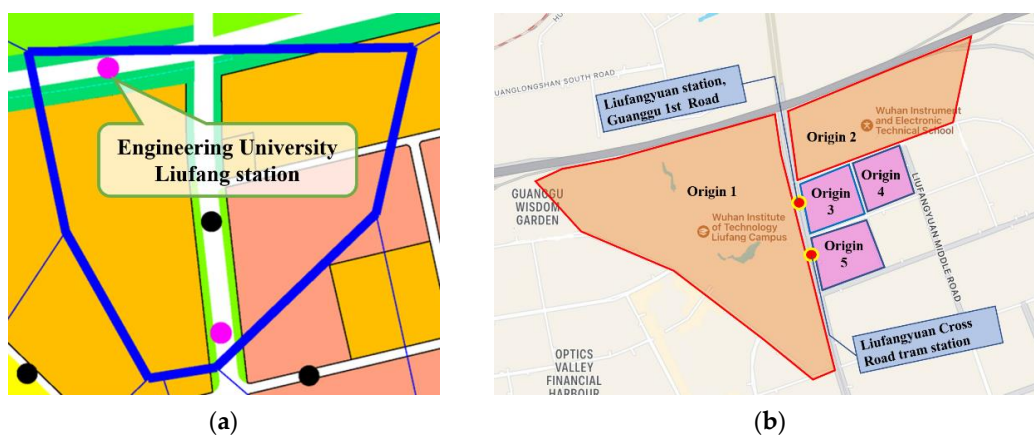 Engineering University
Liufang station
(a)
UANGLONGSHAN SOUTH ROAD
Liufangyuan station,
Guanggu 1st Road
Wuhan Instrument
and Electronic
Technical School
Origin 2
Origin 1
Origin
3
Origin
4
GUANGGU
WISDOM
GARDEN
Wuhan Institute
of Technology
Liufang Campus
Origin
5
LIUFANGYUAN MIDDLE ROAD
Liufangyuan Cross
Road tram station
OPTICS
VALLEY
FINANCIAL
HARBOUR
(b)